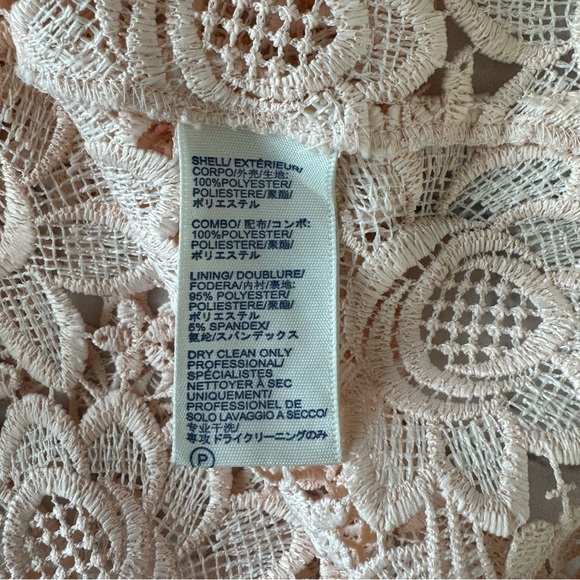 SHELL/ EXTÉRIEUR/
CORPO/外壳/生地:
100%POLYESTER/
POLIESTERE/聚酯/
ポリエステル
COMBO/ 配布/コンボ:
100%POLYESTER/
POLIESTERE/聚酯/
ポリエステル
LINING/ DOUBLURE/
FODERA/内衬/裏地:
95% POLYESTER/
POLIESTERE/聚酯/
ポリエステル
5% SPANDEX/
氨纶/スパンデックス
DRY CLEAN ONLY
PROFESSIONAL/
SPÉCIALISTES
NETTOYER À SEC
UNIQUEMENT/
PROFESSIONEL DE
SOLO LAVAGGIO A SECCO/
专业干洗/
専攻ドライクリーニングのみ
P